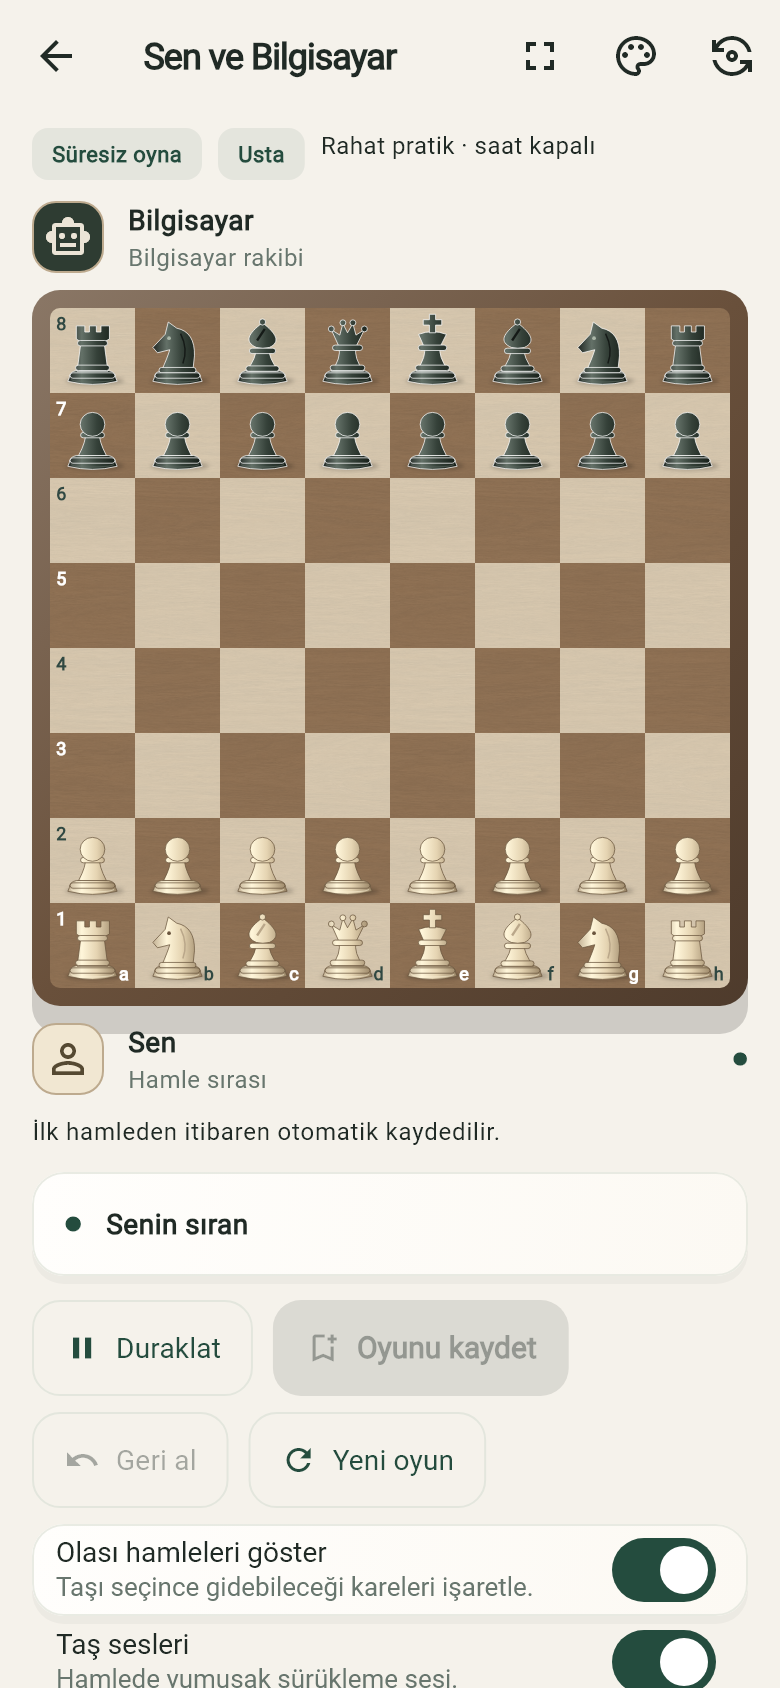 Sen ve Bilgisayar
Süresiz oyna
Usta
Rahat pratik · saat kapalı
Bilgisayar
Bilgisayar rakibi
8
7
6
5
4
3
2
1
a b c d e f g h
Sen
Hamle sırası
İlk hamleden itibaren otomatik kaydedilir.
Senin sıran
Duraklat
Oyunu kaydet
Geri al
Yeni oyun
Olası hamleleri göster
Taşı seçince gidebileceği kareleri işaretle.
Taş sesleri
Hamlede yumuşak sürükleme sesi.